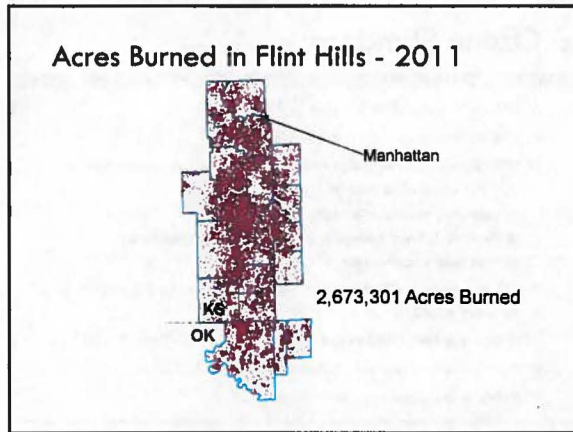 Acres Burned in Flint Hills - 2011
Manhattan
2,673,301 Acres Burned
KS
OK